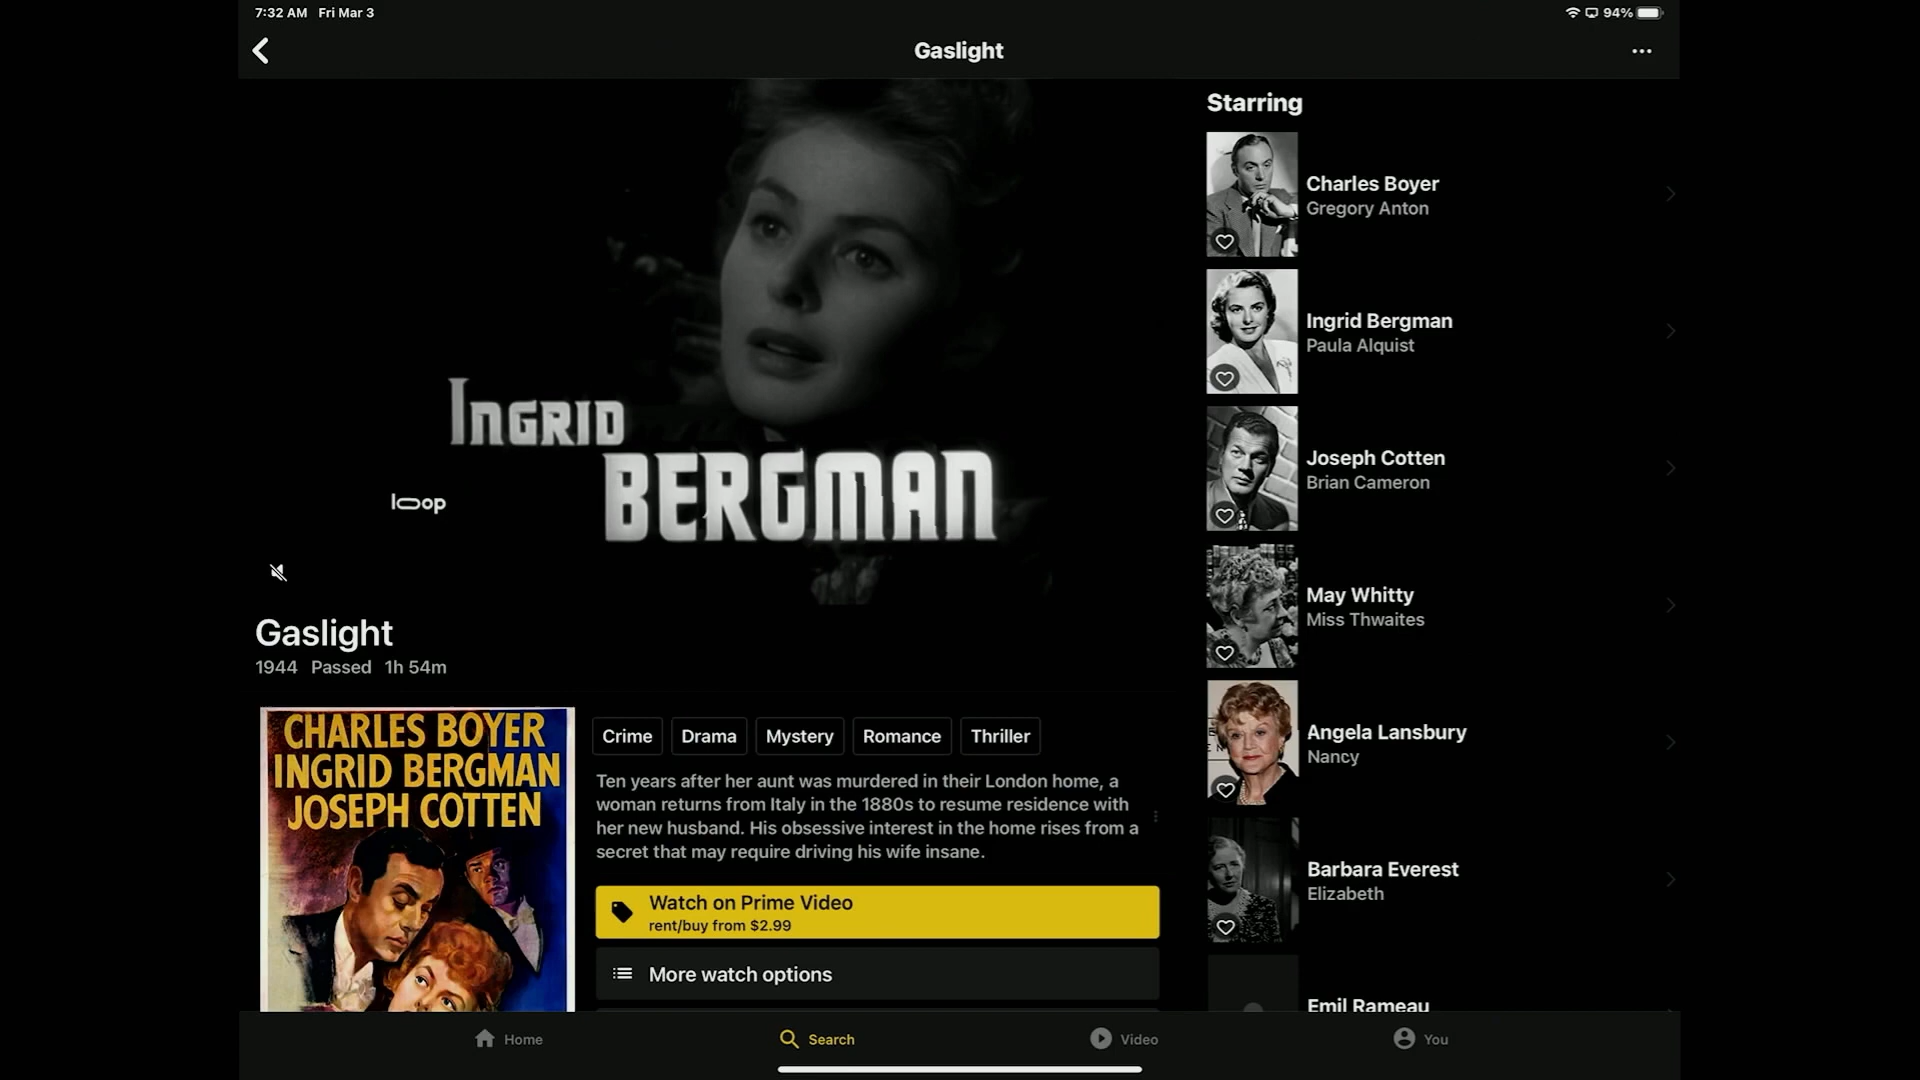 7:32 AM Fri Mar 3
94%
Gaslight
INGRID
BERGMAN
loop
Gaslight
1944 Passed 1h 54m
CHARLES BOYER
INGRID BERGMAN
JOSEPH COTTEN
Crime Drama Mystery Romance Thriller
Ten years after her aunt was murdered in their London home, a
woman returns from Italy in the 1880s to resume residence with
her new husband. His obsessive interest in the home rises from a
secret that may require driving his wife insane.
Watch on Prime Video
rent/buy from $2.99
More watch options
Starring
Charles Boyer
Gregory Anton
Ingrid Bergman
Paula Alquist
Joseph Cotten
Brian Cameron
May Whitty
Miss Thwaites
Angela Lansbury
Nancy
Barbara Everest
Elizabeth
Emil Rameau
Home Search Video You